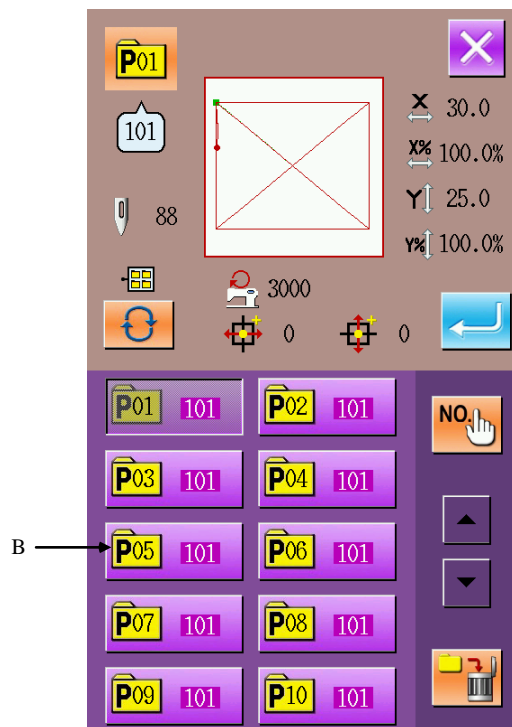 P01
X 30.0
101
X% 100.0%
Y 25.0
88
Y% 100.0%
3000
0 0
P01 101 P02 101
NO.
P03 101 P04 101
B P05 101 P06 101
P07 101 P08 101
P09 101 P10 101